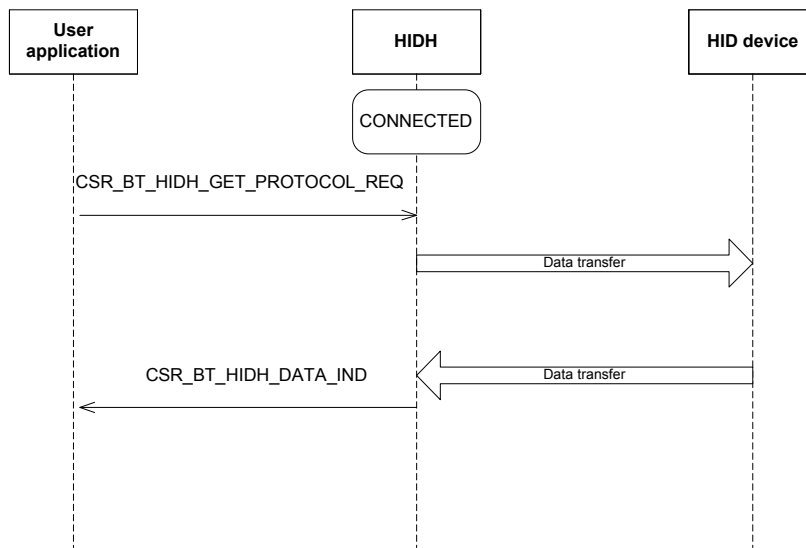 User
application
HIDH
HID device
CONNECTED
CSR_BT_HIDH_GET_PROTOCOL_REQ
Data transfer
CSR_BT_HIDH_DATA_IND
Data transfer